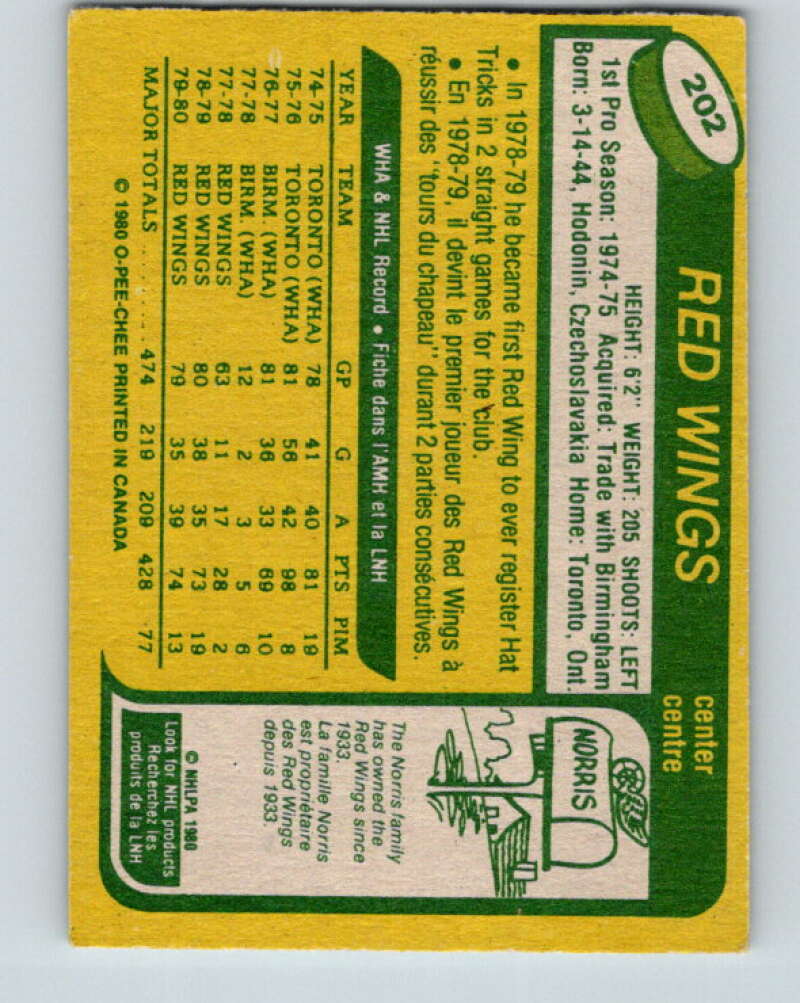 202
RED WINGS
center
centre
HEIGHT: 6'2" WEIGHT: 205 SHOOTS: LEFT
1st Pro Season: 1974-75 Acquired: Trade with Birmingham
Born: 3-14-44, Hodonin, Czechoslavakia Home: Toronto, Ont.
• In 1978-79 he became first Red Wing to ever register Hat
Tricks in 2 straight games for the club.
• En 1978-79, il devint le premier joueur des Red Wings à
réussir des "tours du chapeau" durant 2 parties consécutives.
WHA & NHL Record • Fiche dans l'AMH et la LNH
YEAR TEAM GP G A PTS PIM
74-75 TORONTO (WHA) 78 41 40 81 19
75-76 TORONTO (WHA) 81 56 42 98 8
76-77 BIRM. (WHA) 81 36 33 69 10
77-78 BIRM. (WHA) 12 2 3 5 6
77-78 RED WINGS 63 11 17 28 2
78-79 RED WINGS 80 38 35 73 19
79-80 RED WINGS 79 35 39 74 13
MAJOR TOTALS ........ 474 219 209 428 77
© 1980 O-PEE-CHEE PRINTED IN CANADA
NORRIS
The Norris family
has owned the
Red Wings since
1933.
La famille Norris
est propriétaire
des Red Wings
depuis 1933.
© NHLPA 1980
Look for NHL products
Recherchez les
produits de la LNH